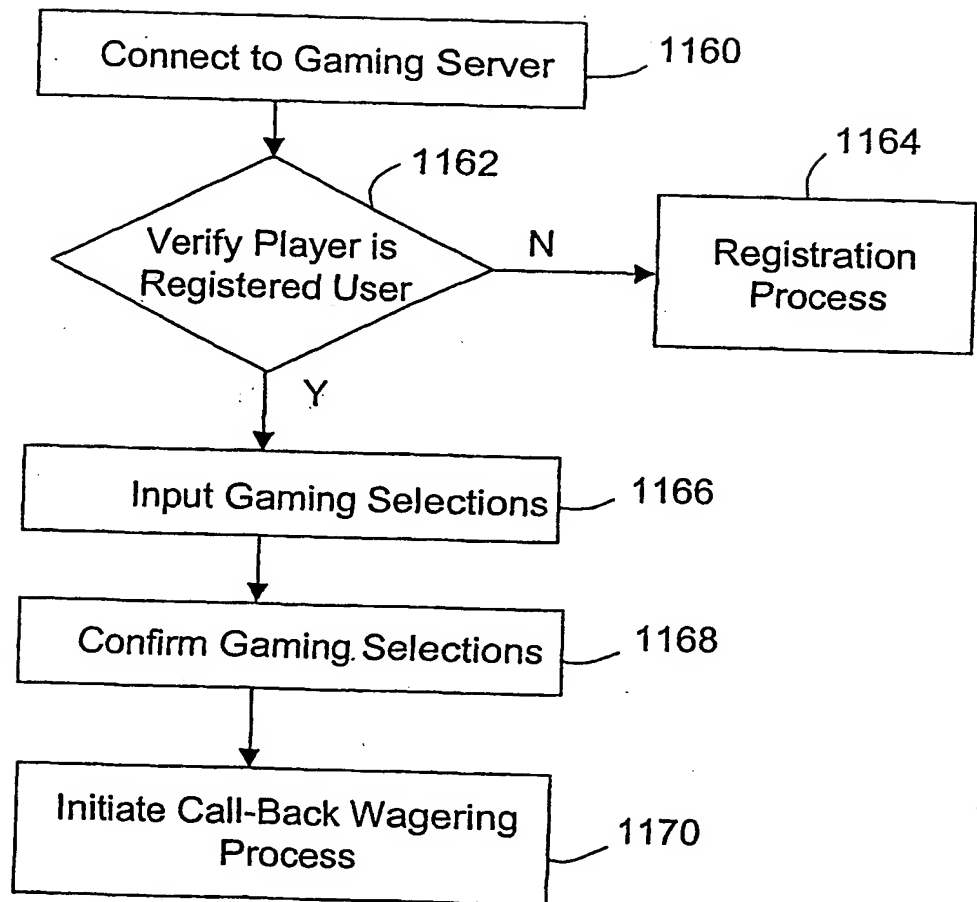 Connect to Gaming Server
1160
1162
1164
Verify Player is
Registered User
N
Registration
Process
Y
Input Gaming Selections
1166
Confirm Gaming Selections
1168
Initiate Call-Back Wagering
Process
1170